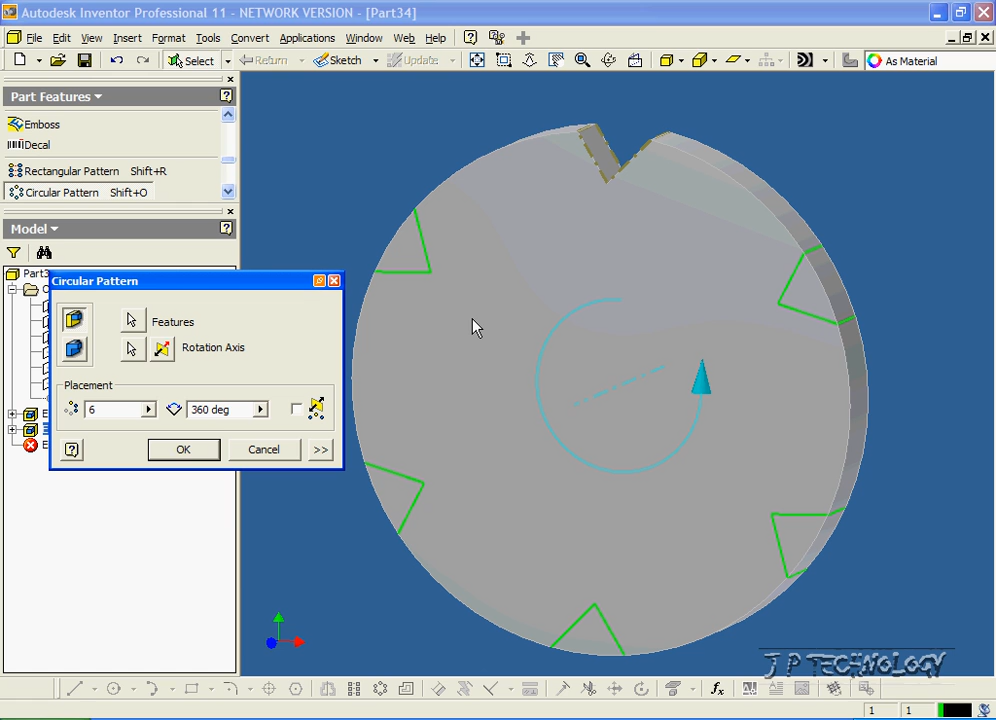 Autodesk Inventor Professional 11 - NETWORK VERSION - [Part34]
File Edit View Insert Format Tools Convert Applications Window Web Help
Select Return Sketch Update As Material
Part Features
Emboss
Decal
Rectangular Pattern Shift+R
Circular Pattern Shift+O
Model
Part3
Circular Pattern
Features
Rotation Axis
Placement
6 360 deg
OK Cancel >>
J P TECHNOLOGY
1 1